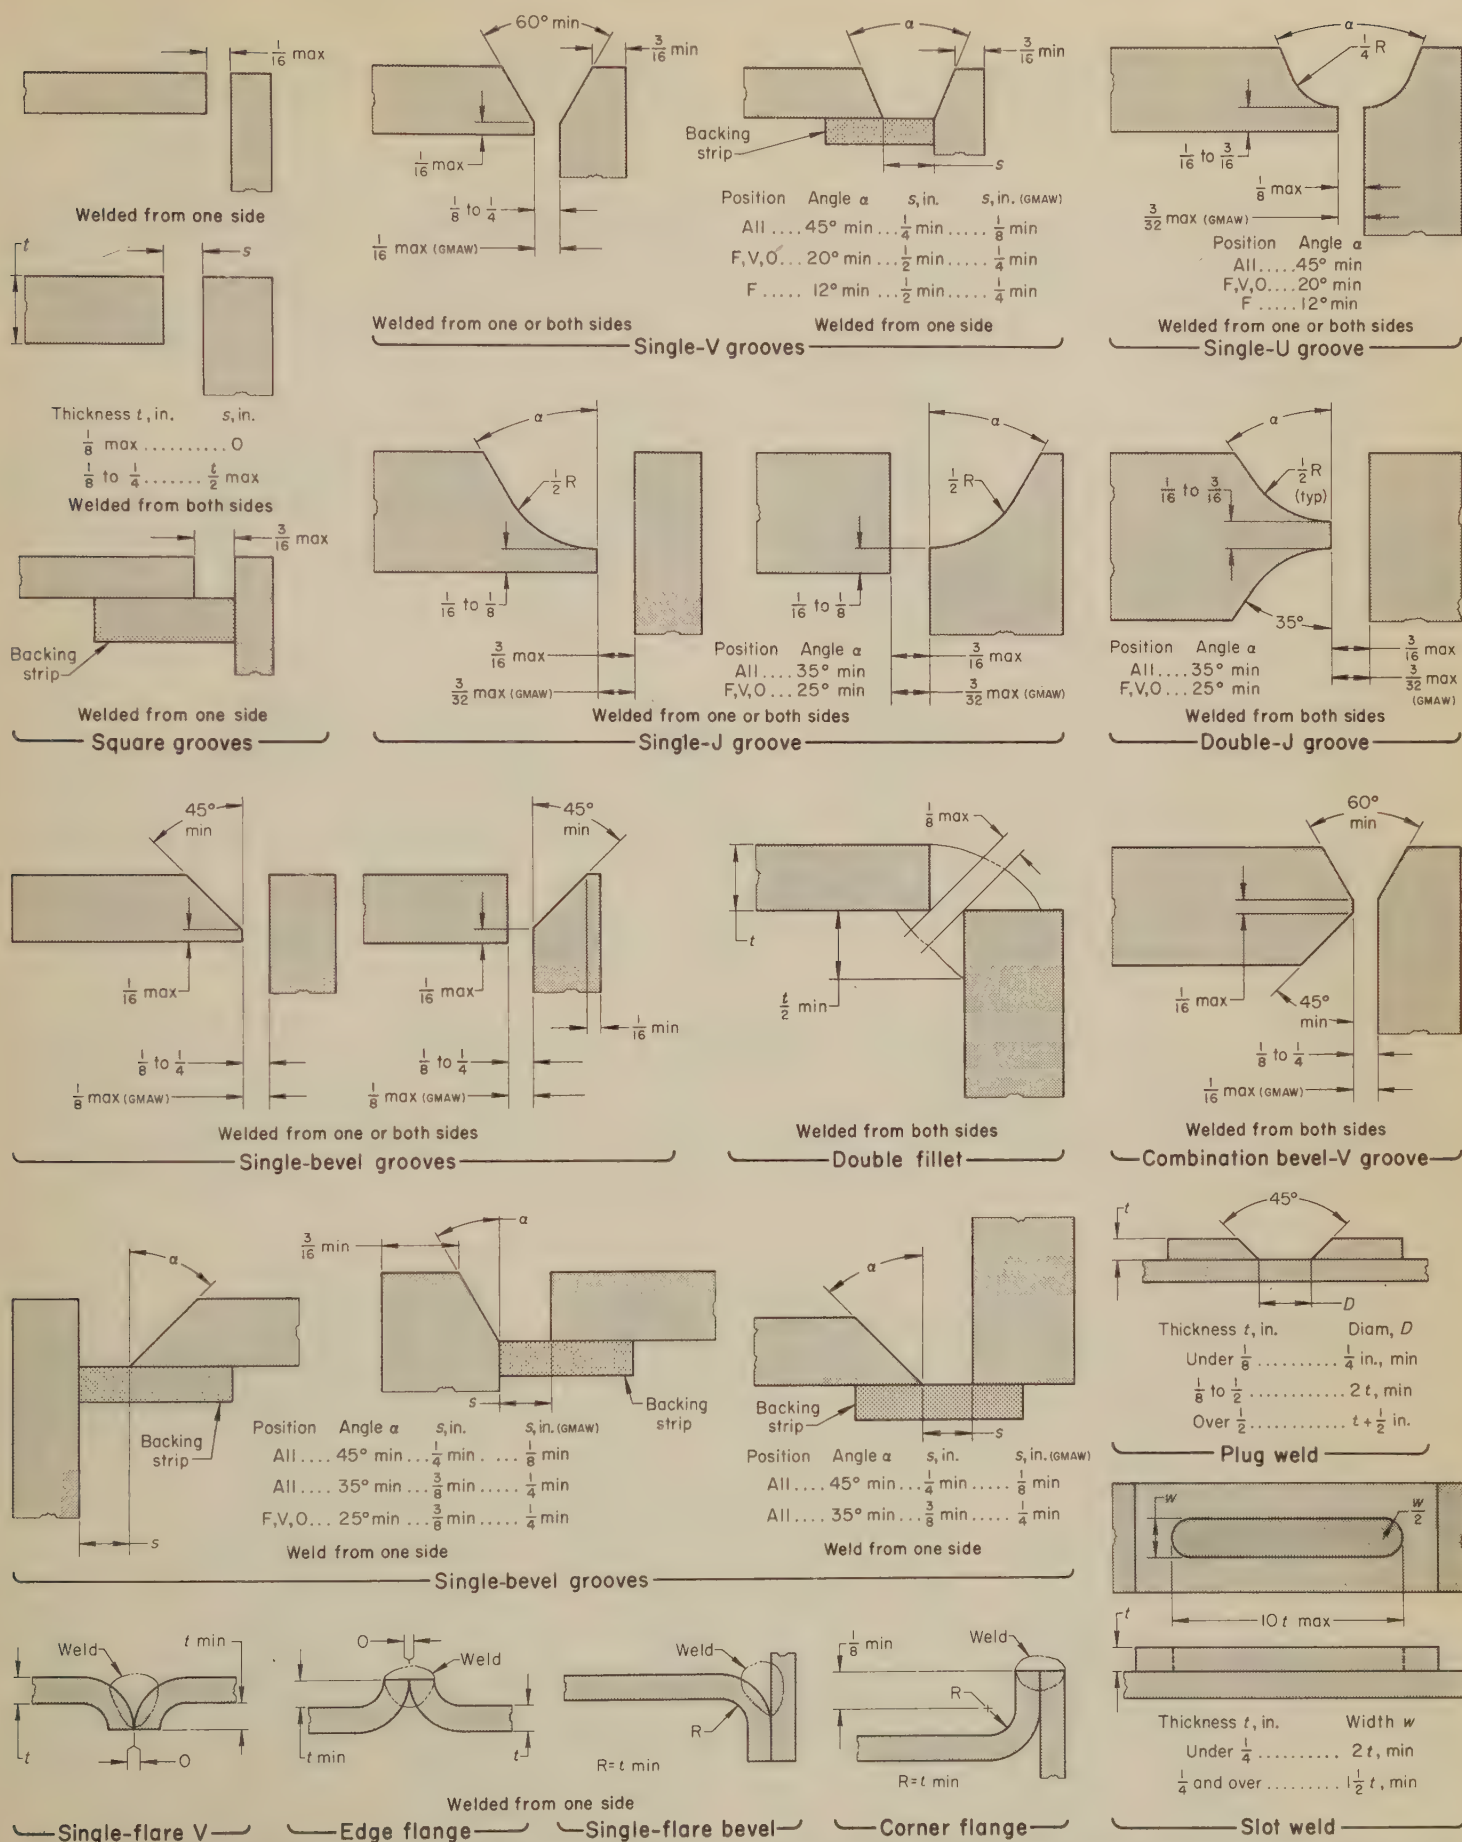 1/16 max
Welded from one side
t
s
Thickness t, in. s, in.
1/8 max .......... 0
1/8 to 1/4 ....... t/2 max
Welded from both sides
3/16 max
Backing strip
Welded from one side
Square grooves
60° min
3/16 min
1/16 max
1/8 to 1/4
1/16 max (GMAW)
Welded from one or both sides
α
3/16 min
Backing strip
s
Position Angle α s, in. s, in. (GMAW)
All .... 45° min ... 1/4 min ..... 1/8 min
F,V,O... 20° min ... 1/2 min ..... 1/4 min
F ..... 12° min ... 1/2 min ..... 1/4 min
Welded from one side
Single-V grooves
α
1/4 R
1/16 to 3/16
1/8 max
3/32 max (GMAW)
Position Angle α
All ..... 45° min
F,V,O .... 20° min
F ..... 12° min
Welded from one or both sides
Single-U groove
α
1/2 R
1/16 to 1/8
3/16 max
3/32 max (GMAW)
α
1/2 R
1/16 to 1/8
Position Angle α
All .... 35° min
F,V,O ... 25° min
3/16 max
3/32 max (GMAW)
Welded from one or both sides
Single-J groove
α
1/16 to 3/16
1/2 R
(typ)
35°
Position Angle α
All .... 35° min
F,V,O ... 25° min
3/16 max
3/32 max
(GMAW)
Welded from both sides
Double-J groove
45° min
1/16 max
1/8 to 1/4
1/8 max (GMAW)
45° min
1/16 max
1/16 min
1/8 to 1/4
1/8 max (GMAW)
Welded from one or both sides
Single-bevel grooves
1/8 max
t
t/2 min
Welded from both sides
Double fillet
60° min
1/16 max
45° min
1/8 to 1/4
1/16 max (GMAW)
Welded from both sides
Combination bevel-V groove
α
Backing strip
s
3/16 min
α
s
Backing strip
Position Angle α s, in. s, in. (GMAW)
All .... 45° min ... 1/4 min .. ... 1/8 min
All .... 35° min ... 3/8 min ..... 1/4 min
F,V,O... 25° min ... 3/8 min ..... 1/4 min
Weld from one side
α
Backing strip
s
Position Angle α s, in. s, in. (GMAW)
All .... 45° min ... 1/4 min ..... 1/8 min
All .... 35° min ... 3/8 min ..... 1/4 min
Weld from one side
Single-bevel grooves
t
45°
D
Thickness t, in. Diam, D
Under 1/8 .......... 1/4 in., min
1/8 to 1/2 ............ 2t, min
Over 1/2 ............ t + 1/2 in.
Plug weld
w
w/2
10t max
t
Thickness t, in. Width w
Under 1/4 .......... 2t, min
1/4 and over ......... 1 1/2 t, min
Slot weld
Weld
t min
t
0
Single-flare V
0
Weld
t min
t
Edge flange
Weld
R
R = t min
Single-flare bevel
Welded from one side
1/8 min
Weld
R
R = t min
Corner flange